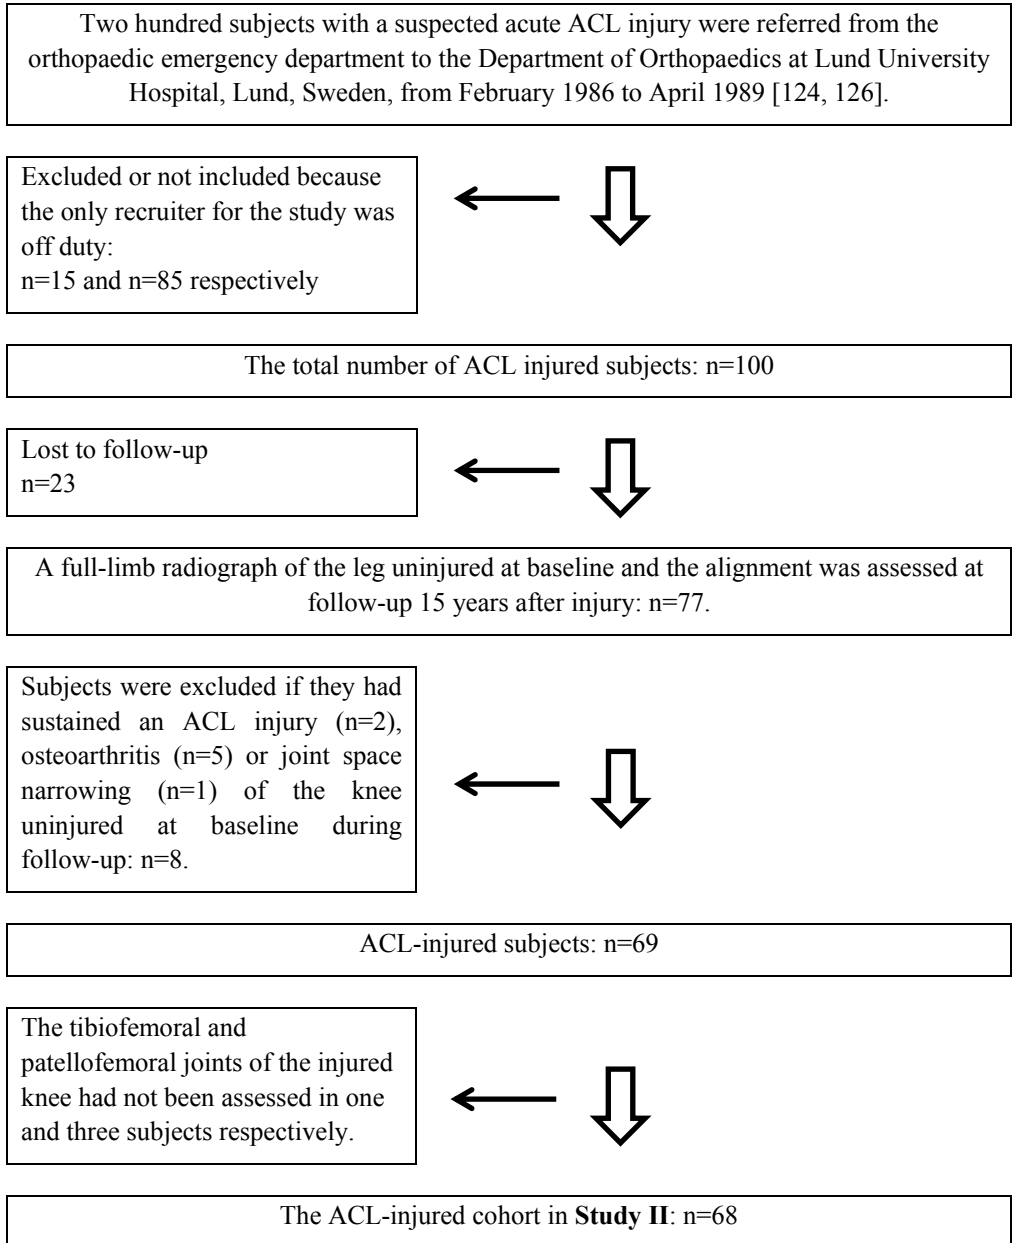 Two hundred subjects with a suspected acute ACL injury were referred from the
orthopaedic emergency department to the Department of Orthopaedics at Lund University
Hospital, Lund, Sweden, from February 1986 to April 1989 [124, 126].
Excluded or not included because
the only recruiter for the study was
off duty:
n=15 and n=85 respectively
The total number of ACL injured subjects: n=100
Lost to follow-up
n=23
A full-limb radiograph of the leg uninjured at baseline and the alignment was assessed at
follow-up 15 years after injury: n=77.
Subjects were excluded if they had
sustained an ACL injury (n=2),
osteoarthritis (n=5) or joint space
narrowing (n=1) of the knee
uninjured at baseline during
follow-up: n=8.
ACL-injured subjects: n=69
The tibiofemoral and
patellofemoral joints of the injured
knee had not been assessed in one
and three subjects respectively.
The ACL-injured cohort in Study II: n=68